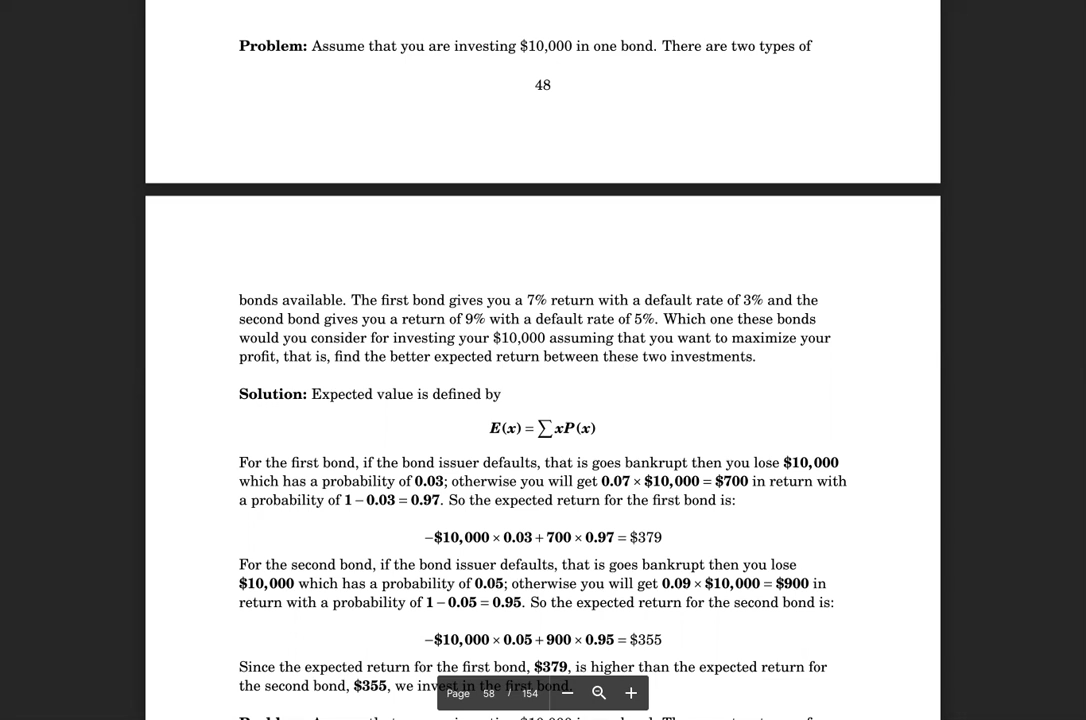 Problem: Assume that you are investing $10,000 in one bond. There are two types of
48
bonds available. The first bond gives you a 7% return with a default rate of 3% and the
second bond gives you a return of 9% with a default rate of 5%. Which one these bonds
would you consider for investing your $10,000 assuming that you want to maximize your
profit, that is, find the better expected return between these two investments.
Solution: Expected value is defined by
E(x) = ∑xP(x)
For the first bond, if the bond issuer defaults, that is goes bankrupt then you lose $10,000
which has a probability of 0.03; otherwise you will get 0.07 × $10,000 = $700 in return with
a probability of 1 − 0.03 = 0.97. So the expected return for the first bond is:
−$10,000 × 0.03 + 700 × 0.97 = $379
For the second bond, if the bond issuer defaults, that is goes bankrupt then you lose
$10,000 which has a probability of 0.05; otherwise you will get 0.09 × $10,000 = $900 in
return with a probability of 1 − 0.05 = 0.95. So the expected return for the second bond is:
−$10,000 × 0.05 + 900 × 0.95 = $355
Since the expected return for the first bond, $379, is higher than the expected return for
the second bond, $355, we invest in the first bond.
Page 58 / 154